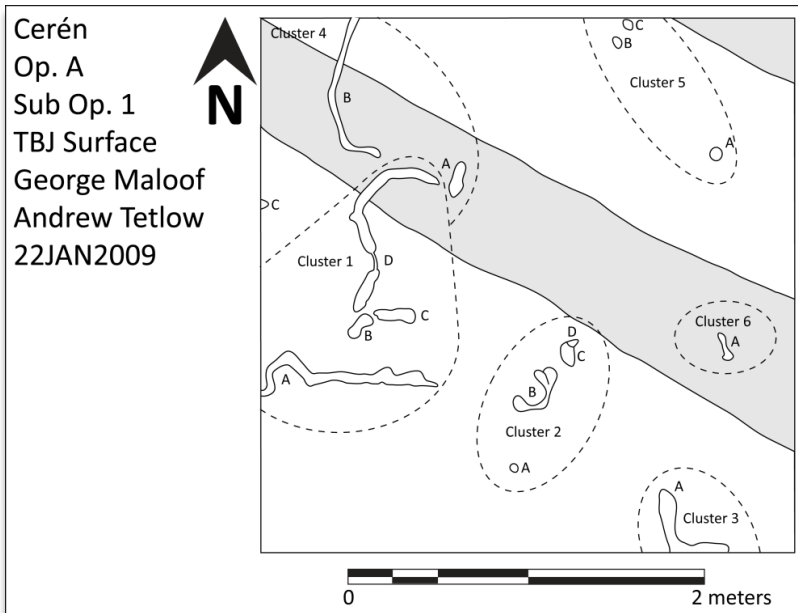 Cerén
Op. A
Sub Op. 1
TBJ Surface
George Maloof
Andrew Tetlow
22JAN2009
N
Cluster 4
B
A
C
Cluster 1
D
C
B
A
C
B
Cluster 5
A
Cluster 6
A
D
C
B
Cluster 2
A
A
Cluster 3
0
2 meters